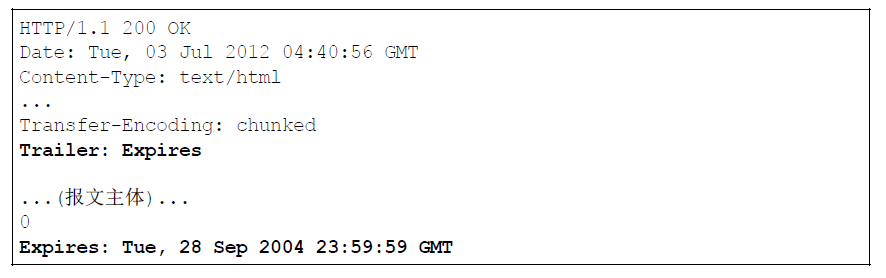 HTTP/1.1 200 OK
Date: Tue, 03 Jul 2012 04:40:56 GMT
Content-Type: text/html
...
Transfer-Encoding: chunked
Trailer: Expires
...(报文主体)...
0
Expires: Tue, 28 Sep 2004 23:59:59 GMT